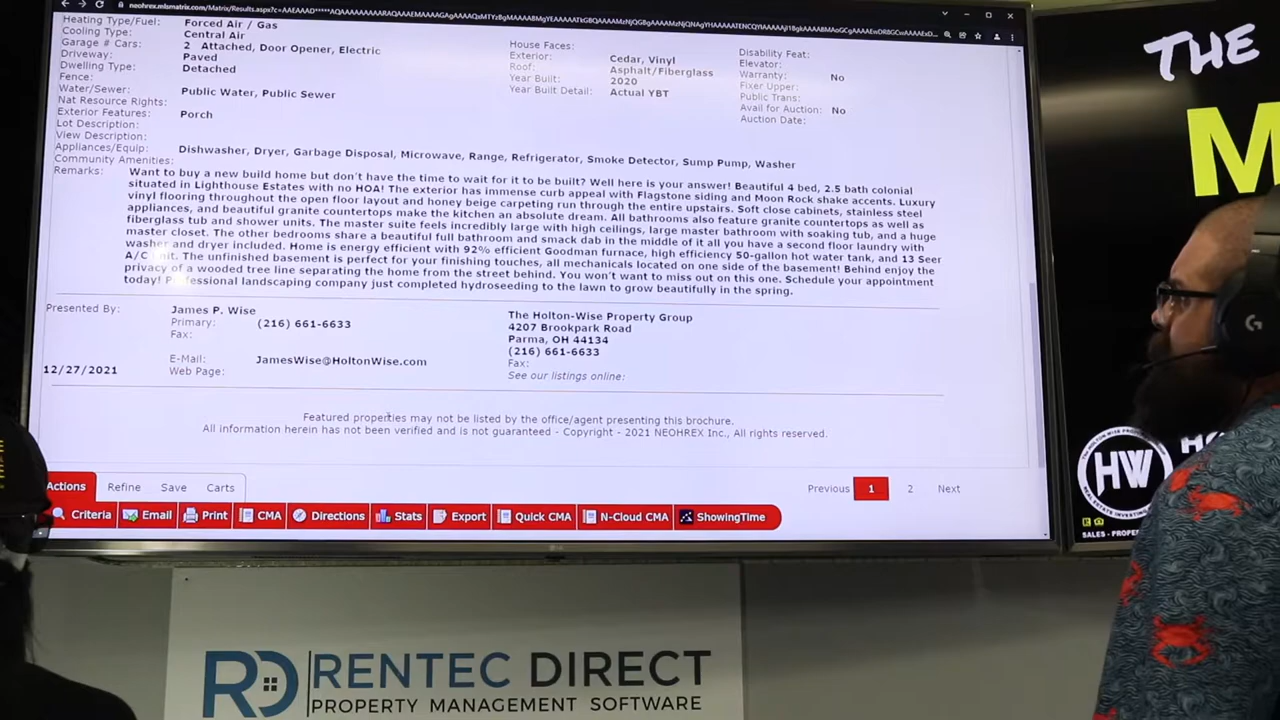 neohrex.mlsmatrix.com/Matrix/Results.aspx?c=
Heating Type/Fuel: Forced Air / Gas
Cooling Type: Central Air
Garage # Cars: 2 Attached, Door Opener, Electric
Driveway: Paved
Dwelling Type: Detached
Fence:
Water/Sewer: Public Water, Public Sewer
Nat Resource Rights:
Exterior Features: Porch
Lot Description:
View Description:
Appliances/Equip: Dishwasher, Dryer, Garbage Disposal, Microwave, Range, Refrigerator, Smoke Detector, Sump Pump, Washer
Community Amenities:
House Faces:
Exterior: Cedar, Vinyl
Roof: Asphalt/Fiberglass
Year Built: 2020
Year Built Detail: Actual YBT
Disability Feat:
Elevator:
Warranty: No
Fixer Upper:
Public Trans:
Avail for Auction: No
Auction Date:
Remarks: Want to buy a new build home but don't have the time to wait for it to be built? Well here is your answer! Beautiful 4 bed, 2.5 bath colonial
situated in Lighthouse Estates with no HOA! The exterior has immense curb appeal with Flagstone siding and Moon Rock shake accents. Luxury
vinyl flooring throughout the open floor layout and honey beige carpeting run through the entire upstairs. Soft close cabinets, stainless steel
appliances, and beautiful granite countertops make the kitchen an absolute dream. All bathrooms also feature granite countertops as well as
fiberglass tub and shower units. The master suite feels incredibly large with high ceilings, large master bathroom with soaking tub, and a huge
master closet. The other bedrooms share a beautiful full bathroom and smack dab in the middle of it all you have a second floor laundry with
washer and dryer included. Home is energy efficient with 92% efficient Goodman furnace, high efficiency 50-gallon hot water tank, and 13 Seer
A/C unit. The unfinished basement is perfect for your finishing touches, all mechanicals located on one side of the basement! Behind enjoy the
privacy of a wooded tree line separating the home from the street behind. You won't want to miss out on this one. Schedule your appointment
today! Professional landscaping company just completed hydroseeding to the lawn to grow beautifully in the spring.
Presented By: James P. Wise
Primary: (216) 661-6633
Fax:
E-Mail: JamesWise@HoltonWise.com
Web Page:
12/27/2021
The Holton-Wise Property Group
4207 Brookpark Road
Parma, OH 44134
(216) 661-6633
Fax:
See our listings online:
Featured properties may not be listed by the office/agent presenting this brochure.
All information herein has not been verified and is not guaranteed - Copyright - 2021 NEOHREX Inc., All rights reserved.
Actions Refine Save Carts
Previous 1 2 Next
Criteria Email Print CMA Directions Stats Export Quick CMA N-Cloud CMA ShowingTime
LG
THE
M
HW
SALES - PROPE
RD RENTEC DIRECT
PROPERTY MANAGEMENT SOFTWARE
G